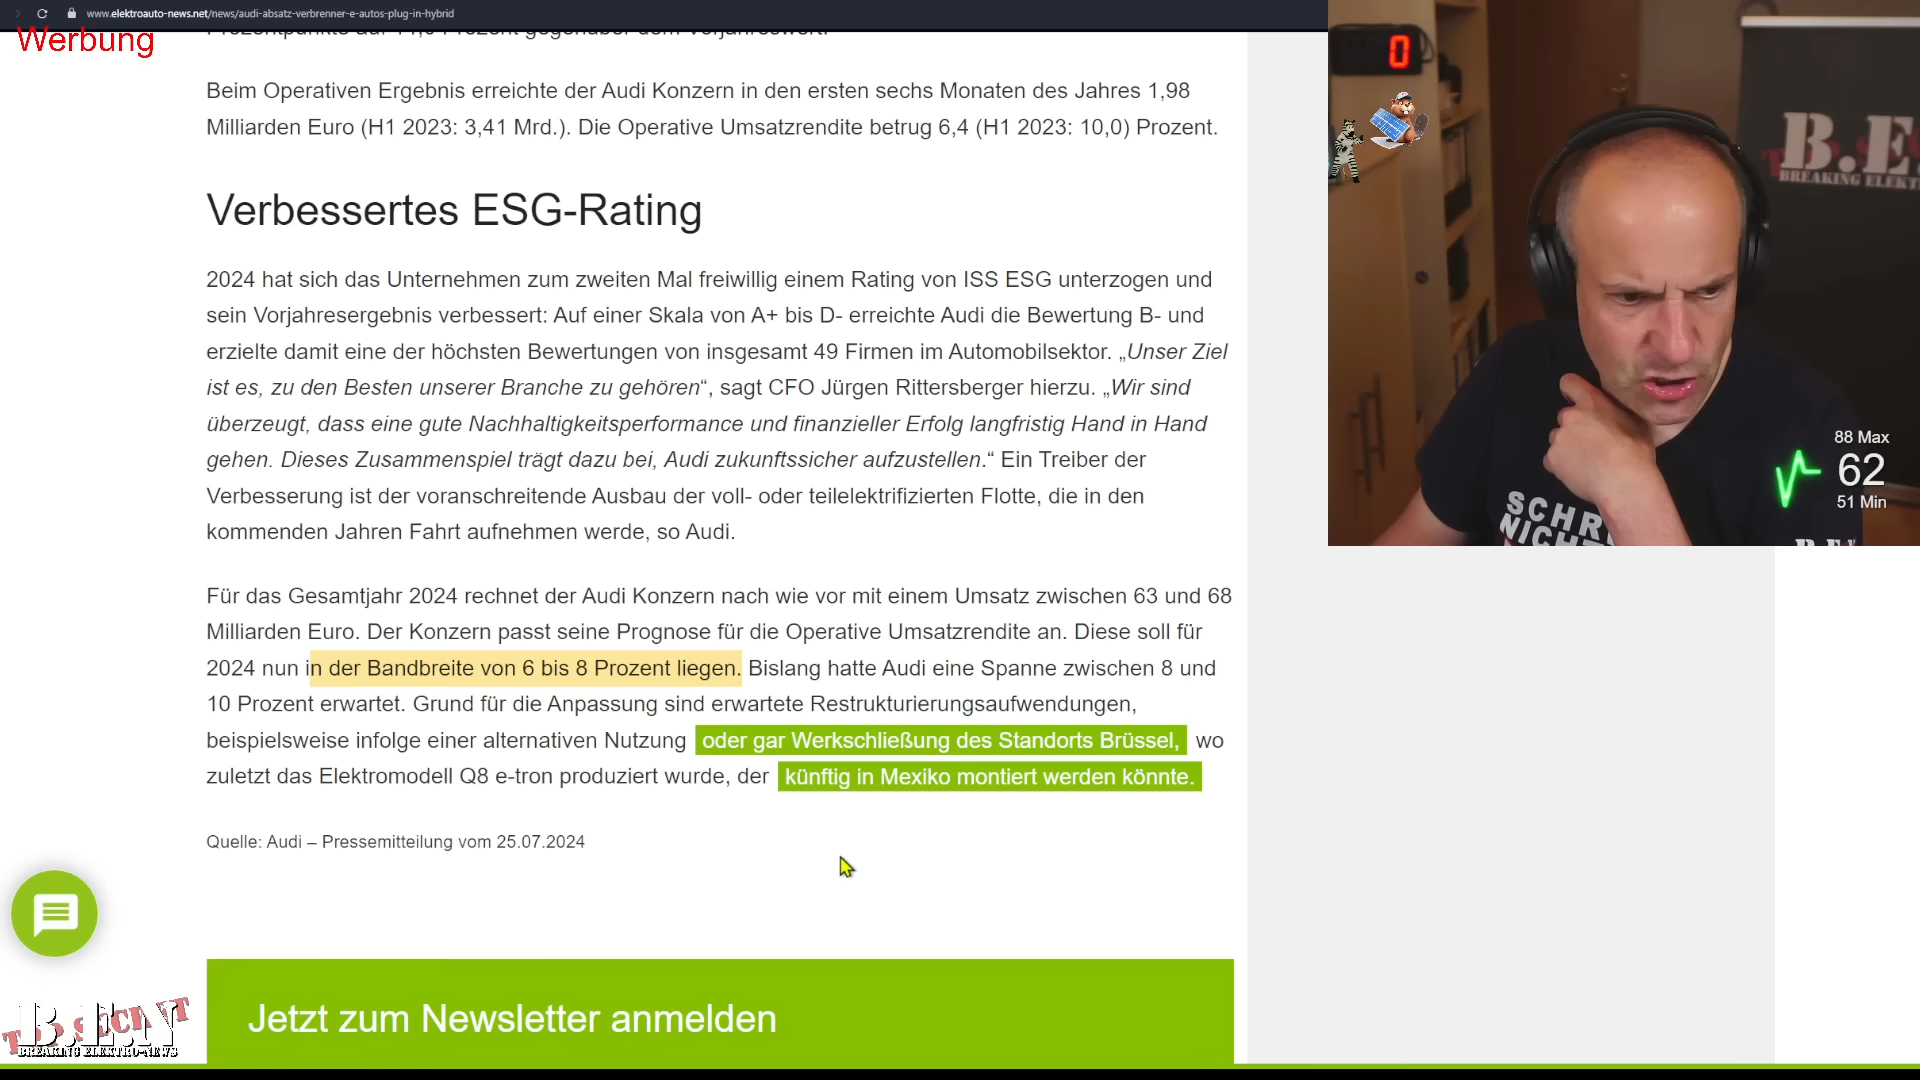 www.elektroauto-news.net/news/audi-absatz-verbrenner-e-autos-plug-in-hybrid
Werbung
0
Beim Operativen Ergebnis erreichte der Audi Konzern in den ersten sechs Monaten des Jahres 1,98
Milliarden Euro (H1 2023: 3,41 Mrd.). Die Operative Umsatzrendite betrug 6,4 (H1 2023: 10,0) Prozent.
Verbessertes ESG-Rating
2024 hat sich das Unternehmen zum zweiten Mal freiwillig einem Rating von ISS ESG unterzogen und
sein Vorjahresergebnis verbessert: Auf einer Skala von A+ bis D- erreichte Audi die Bewertung B- und
erzielte damit eine der höchsten Bewertungen von insgesamt 49 Firmen im Automobilsektor. „Unser Ziel
ist es, zu den Besten unserer Branche zu gehören“, sagt CFO Jürgen Rittersberger hierzu. „Wir sind
überzeugt, dass eine gute Nachhaltigkeitsperformance und finanzieller Erfolg langfristig Hand in Hand
gehen. Dieses Zusammenspiel trägt dazu bei, Audi zukunftssicher aufzustellen.“ Ein Treiber der
Verbesserung ist der voranschreitende Ausbau der voll- oder teilelektrifizierten Flotte, die in den
kommenden Jahren Fahrt aufnehmen werde, so Audi.
Für das Gesamtjahr 2024 rechnet der Audi Konzern nach wie vor mit einem Umsatz zwischen 63 und 68
Milliarden Euro. Der Konzern passt seine Prognose für die Operative Umsatzrendite an. Diese soll für
2024 nun in der Bandbreite von 6 bis 8 Prozent liegen. Bislang hatte Audi eine Spanne zwischen 8 und
10 Prozent erwartet. Grund für die Anpassung sind erwartete Restrukturierungsaufwendungen,
beispielsweise infolge einer alternativen Nutzung oder gar Werkschließung des Standorts Brüssel, wo
zuletzt das Elektromodell Q8 e-tron produziert wurde, der künftig in Mexiko montiert werden könnte.
Quelle: Audi – Pressemitteilung vom 25.07.2024
Jetzt zum Newsletter anmelden
B.E.N
BREAKING ELEKTRO-NEWS
B.E
BREAKING ELEKT
88 Max
62
51 Min